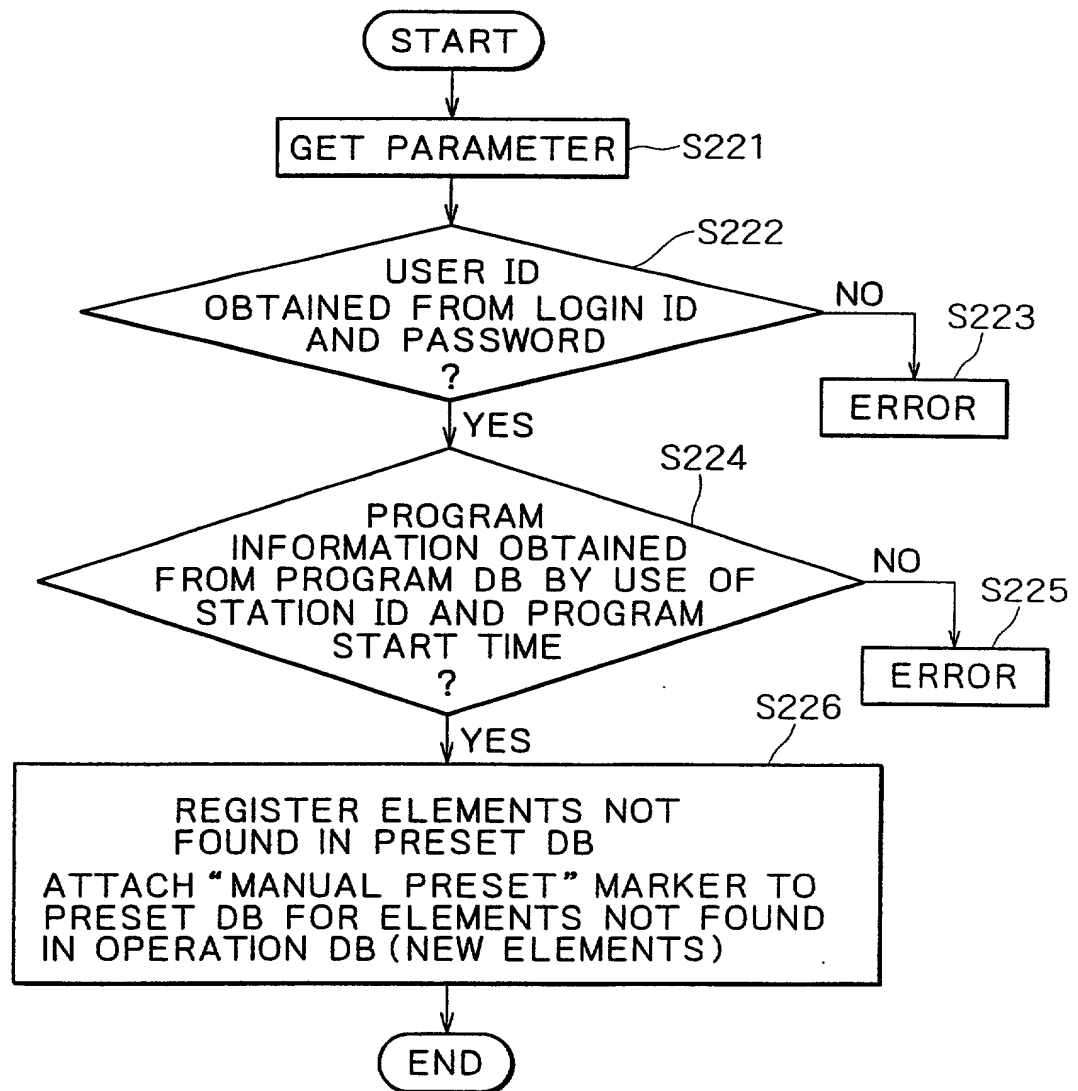 START
GET PARAMETER
S221
S222
USER ID
OBTAINED FROM LOGIN ID
AND PASSWORD
?
NO
S223
ERROR
YES
S224
PROGRAM
INFORMATION OBTAINED
FROM PROGRAM DB BY USE OF
STATION ID AND PROGRAM
START TIME
?
NO
S225
ERROR
YES
S226
REGISTER ELEMENTS NOT
FOUND IN PRESET DB
ATTACH “MANUAL PRESET” MARKER TO
PRESET DB FOR ELEMENTS NOT FOUND
IN OPERATION DB (NEW ELEMENTS)
END